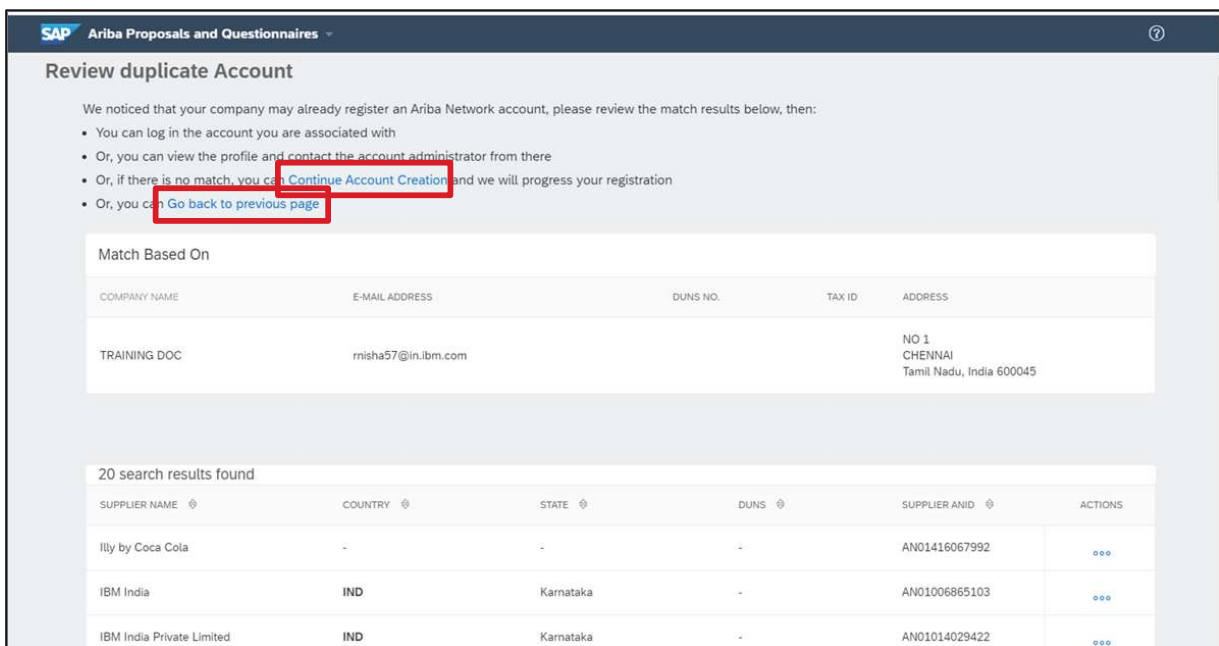 SAP Ariba Proposals and Questionnaires
Review duplicate Account
We noticed that your company may already register an Ariba Network account, please review the match results below, then:
• You can log in the account you are associated with
• Or, you can view the profile and contact the account administrator from there
• Or, if there is no match, you can Continue Account Creation and we will progress your registration
• Or, you can Go back to previous page
Match Based On
COMPANY NAME E-MAIL ADDRESS DUNS NO. TAX ID ADDRESS
NO 1
TRAINING DOC rnisha57@in.ibm.com CHENNAI
Tamil Nadu, India 600045
20 search results found
SUPPLIER NAME COUNTRY STATE DUNS SUPPLIER ANID ACTIONS
Illy by Coca Cola - - - AN01416067992
IBM India IND Karnataka - AN01006865103
IBM India Private Limited IND Karnataka - AN01014029422